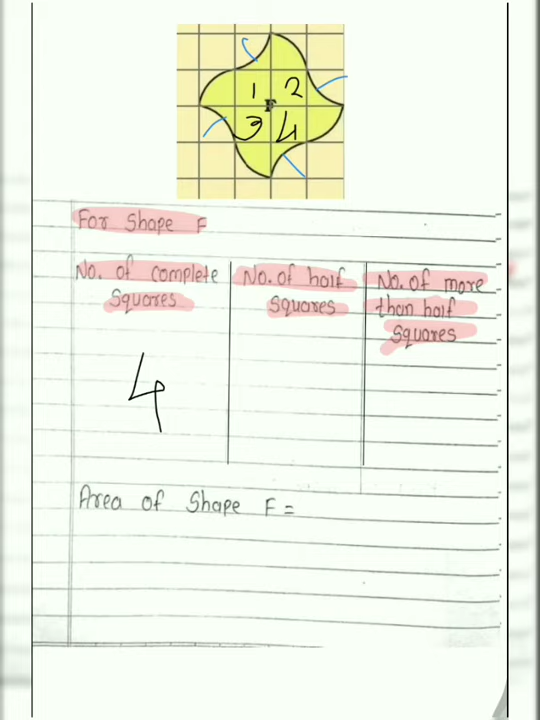 1 2
F
3 4
For Shape F
No. of complete Squares
No. of half Squares
No. of more than half Squares
4
Area of Shape F =